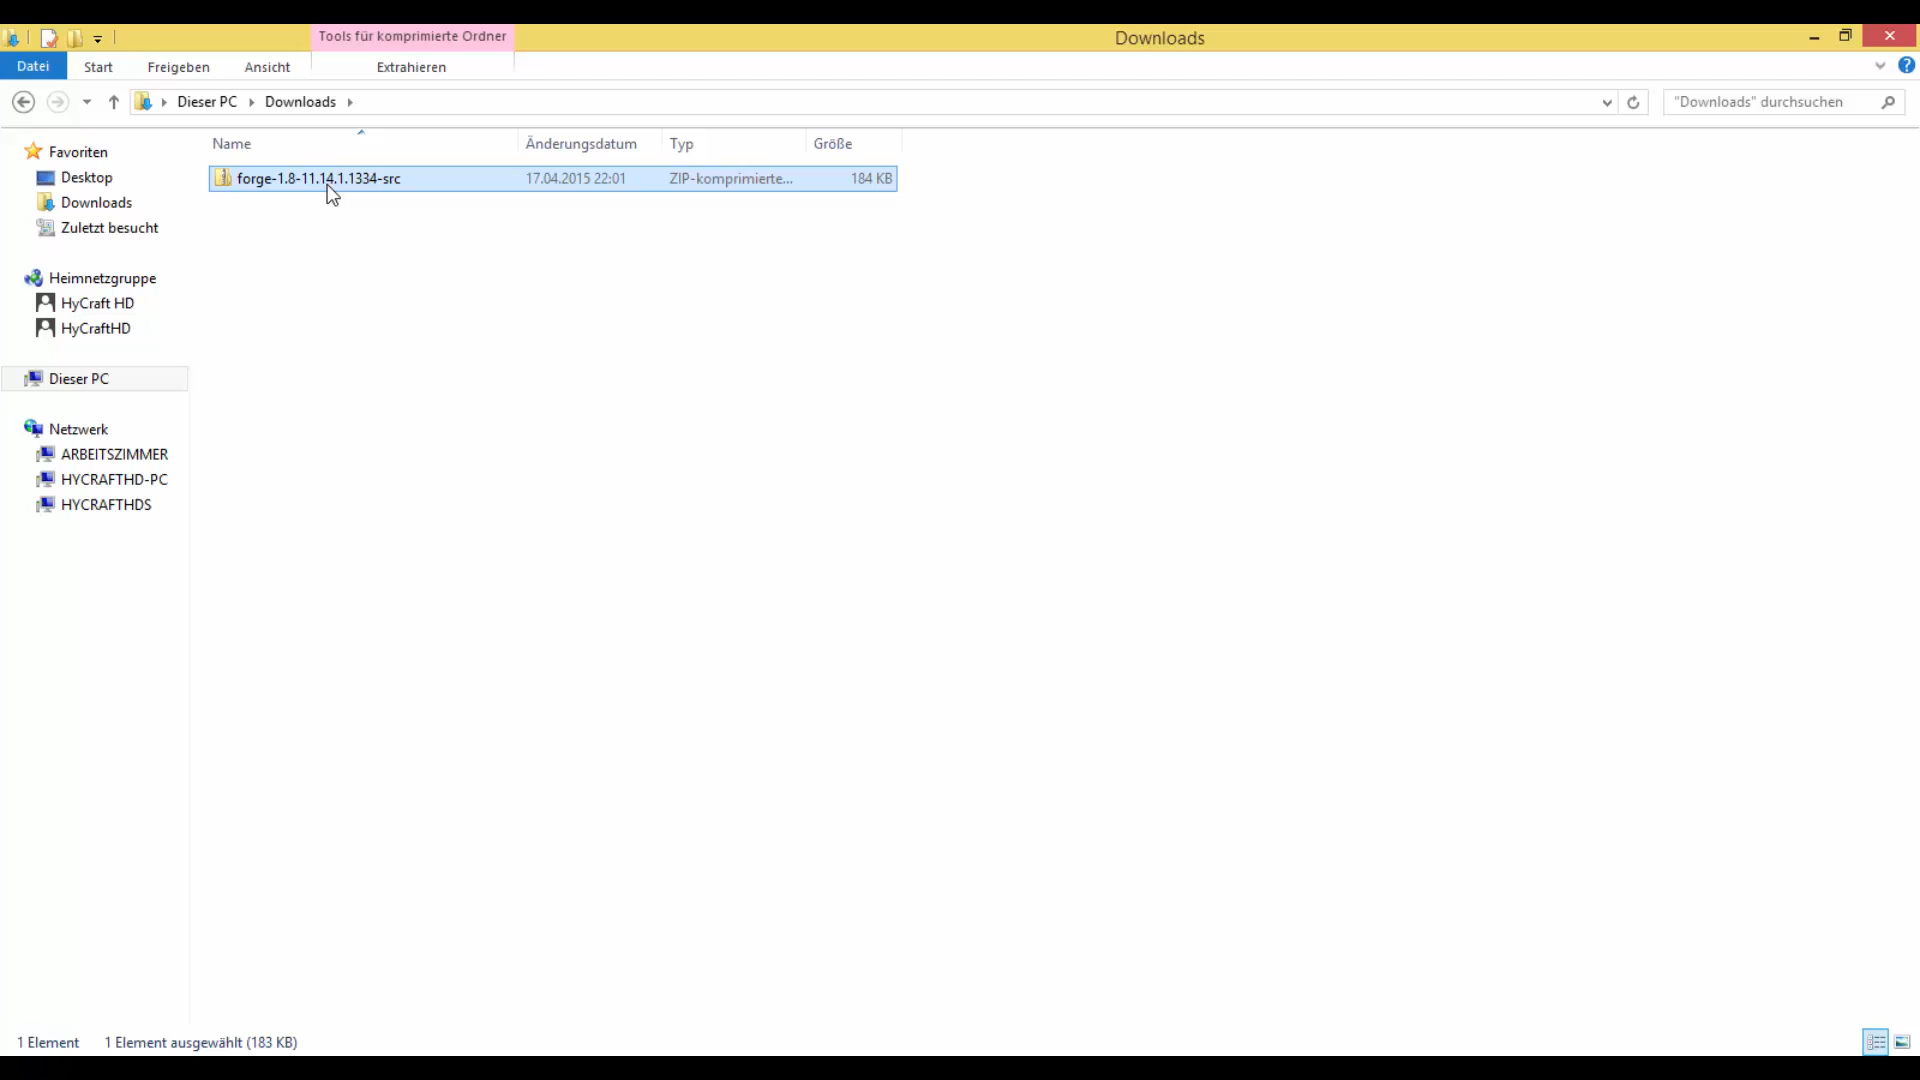 Tools für komprimierte Ordner
Downloads
Datei Start Freigeben Ansicht Extrahieren
Dieser PC Downloads
"Downloads" durchsuchen
Name Änderungsdatum Typ Größe
forge-1.8-11.14.1.1334-src 17.04.2015 22:01 ZIP-komprimierte... 184 KB
Favoriten
Desktop
Downloads
Zuletzt besucht
Heimnetzgruppe
HyCraft HD
HyCraftHD
Dieser PC
Netzwerk
ARBEITSZIMMER
HYCRAFTHD-PC
HYCRAFTHDS
1 Element 1 Element ausgewählt (183 KB)